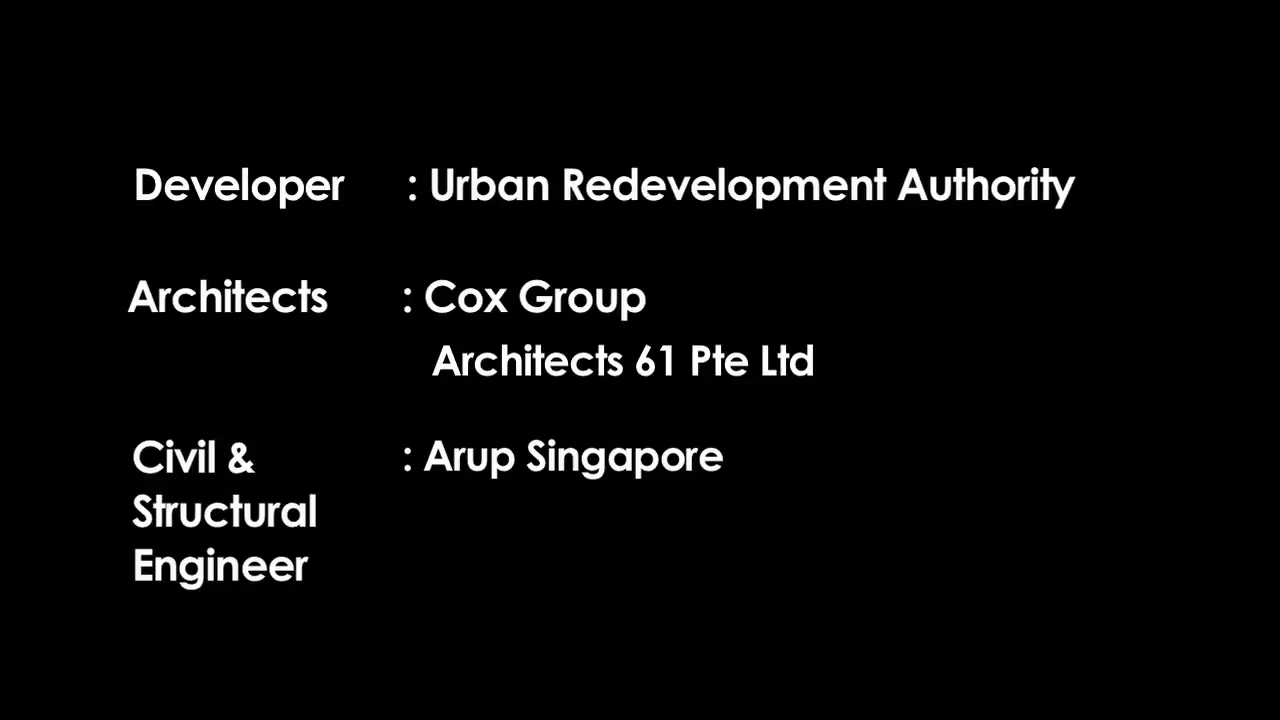 Developer : Urban Redevelopment Authority
Architects : Cox Group
Architects 61 Pte Ltd
Civil & : Arup Singapore
Structural
Engineer